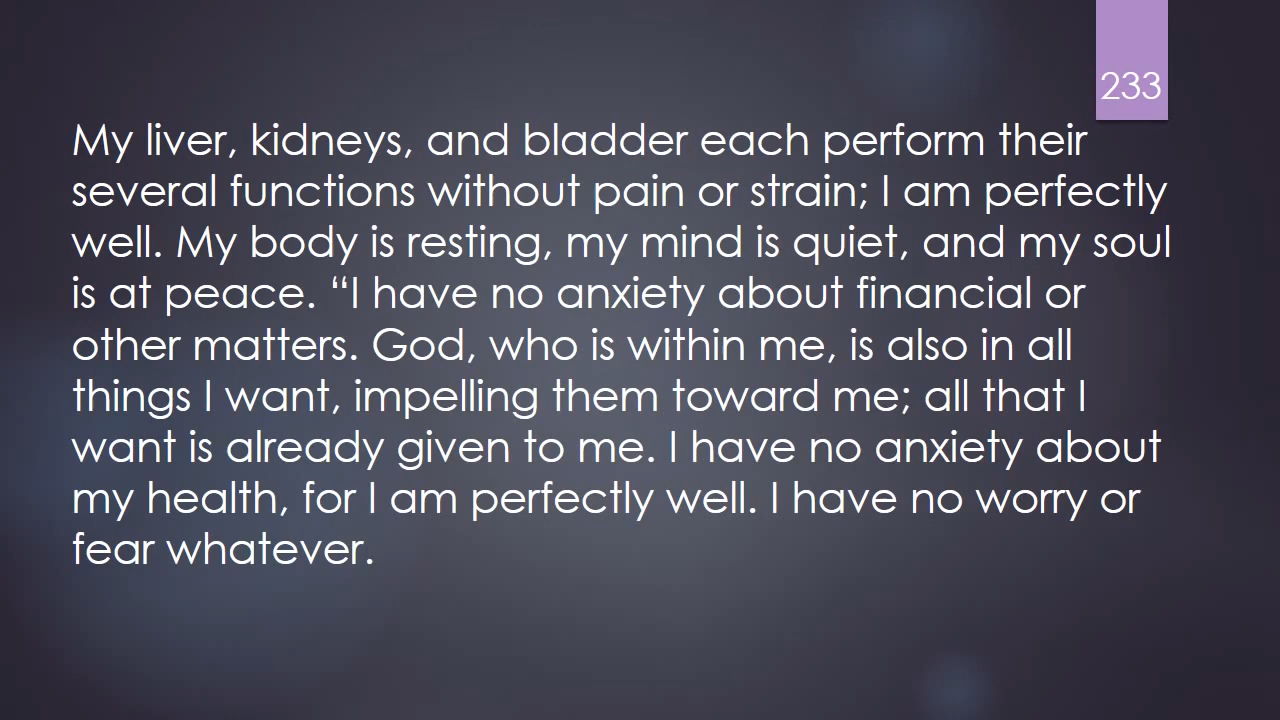 233
My liver, kidneys, and bladder each perform their
several functions without pain or strain; I am perfectly
well. My body is resting, my mind is quiet, and my soul
is at peace. “I have no anxiety about financial or
other matters. God, who is within me, is also in all
things I want, impelling them toward me; all that I
want is already given to me. I have no anxiety about
my health, for I am perfectly well. I have no worry or
fear whatever.